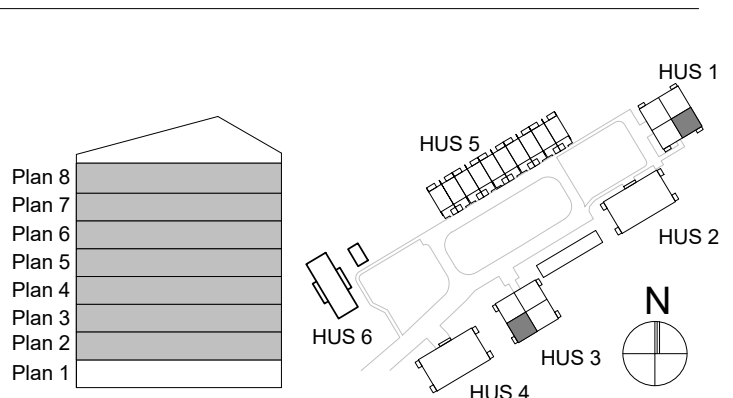 Plan 8
Plan 7
Plan 6
Plan 5
Plan 4
Plan 3
Plan 2
Plan 1
HUS 1
HUS 5
HUS 2
HUS 6
HUS 3
HUS 4
N